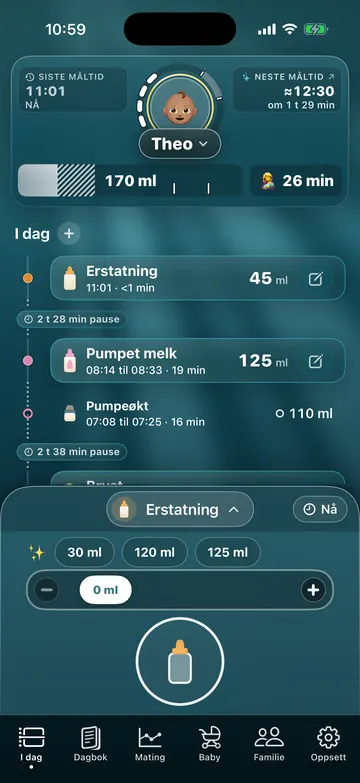 10:59
SISTE MÅLTID
11:01
NÅ
NESTE MÅLTID ↗
≈12:30
om 1 t 29 min
Theo
170 ml
26 min
I dag +
Erstatning
11:01 · <1 min
45 ml
2 t 28 min pause
Pumpet melk
08:14 til 08:33 · 19 min
125 ml
Pumpeøkt
07:08 til 07:25 · 16 min
110 ml
2 t 38 min pause
Bryst
Erstatning
Nå
30 ml
120 ml
125 ml
0 ml
I dag
Dagbok
Mating
Baby
Familie
Oppsett